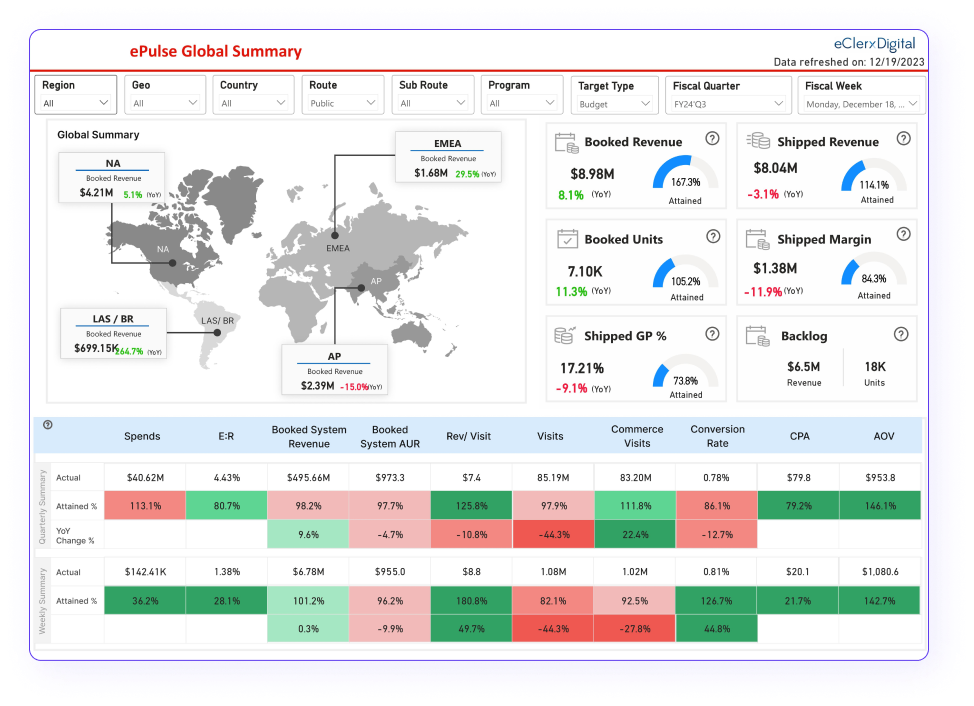 ePulse Global Summary
eClerx Digital
Data refreshed on: 12/19/2023
Region Geo Country Route Sub Route Program Target Type Fiscal Quarter Fiscal Week
All All All Public All All Budget FY24'Q3 Monday, December 18, ...
Global Summary
NA
Booked Revenue
$4.21M 5.1% (YoY)
EMEA
Booked Revenue
$1.68M 29.5% (YoY)
NA
EMEA
AP
LAS/ BR
LAS / BR
Booked Revenue
$699.15K 264.7% (YoY)
AP
Booked Revenue
$2.39M -15.0% (YoY)
Booked Revenue ?
$8.98M
8.1% (YoY)
167.3%
Attained
Shipped Revenue ?
$8.04M
-3.1% (YoY)
114.1%
Attained
Booked Units ?
7.10K
11.3% (YoY)
105.2%
Attained
Shipped Margin ?
$1.38M
-11.9% (YoY)
84.3%
Attained
Shipped GP % ?
17.21%
-9.1% (YoY)
73.8%
Attained
Backlog ?
$6.5M 18K
Revenue Units
?
Spends E:R Booked System Revenue Booked System AUR Rev/ Visit Visits Commerce Visits Conversion Rate CPA AOV
Quarterly Summary
Actual $40.62M 4.43% $495.66M $973.3 $7.4 85.19M 83.20M 0.78% $79.8 $953.8
Attained % 113.1% 80.7% 98.2% 97.7% 125.8% 97.9% 111.8% 86.1% 79.2% 146.1%
YoY Change % 9.6% -4.7% -10.8% -44.3% 22.4% -12.7%
Weekly Summary
Actual $142.41K 1.38% $6.78M $955.0 $8.8 1.08M 1.02M 0.81% $20.1 $1,080.6
Attained % 36.2% 28.1% 101.2% 96.2% 180.8% 82.1% 92.5% 126.7% 21.7% 142.7%
0.3% -9.9% 49.7% -44.3% -27.8% 44.8%